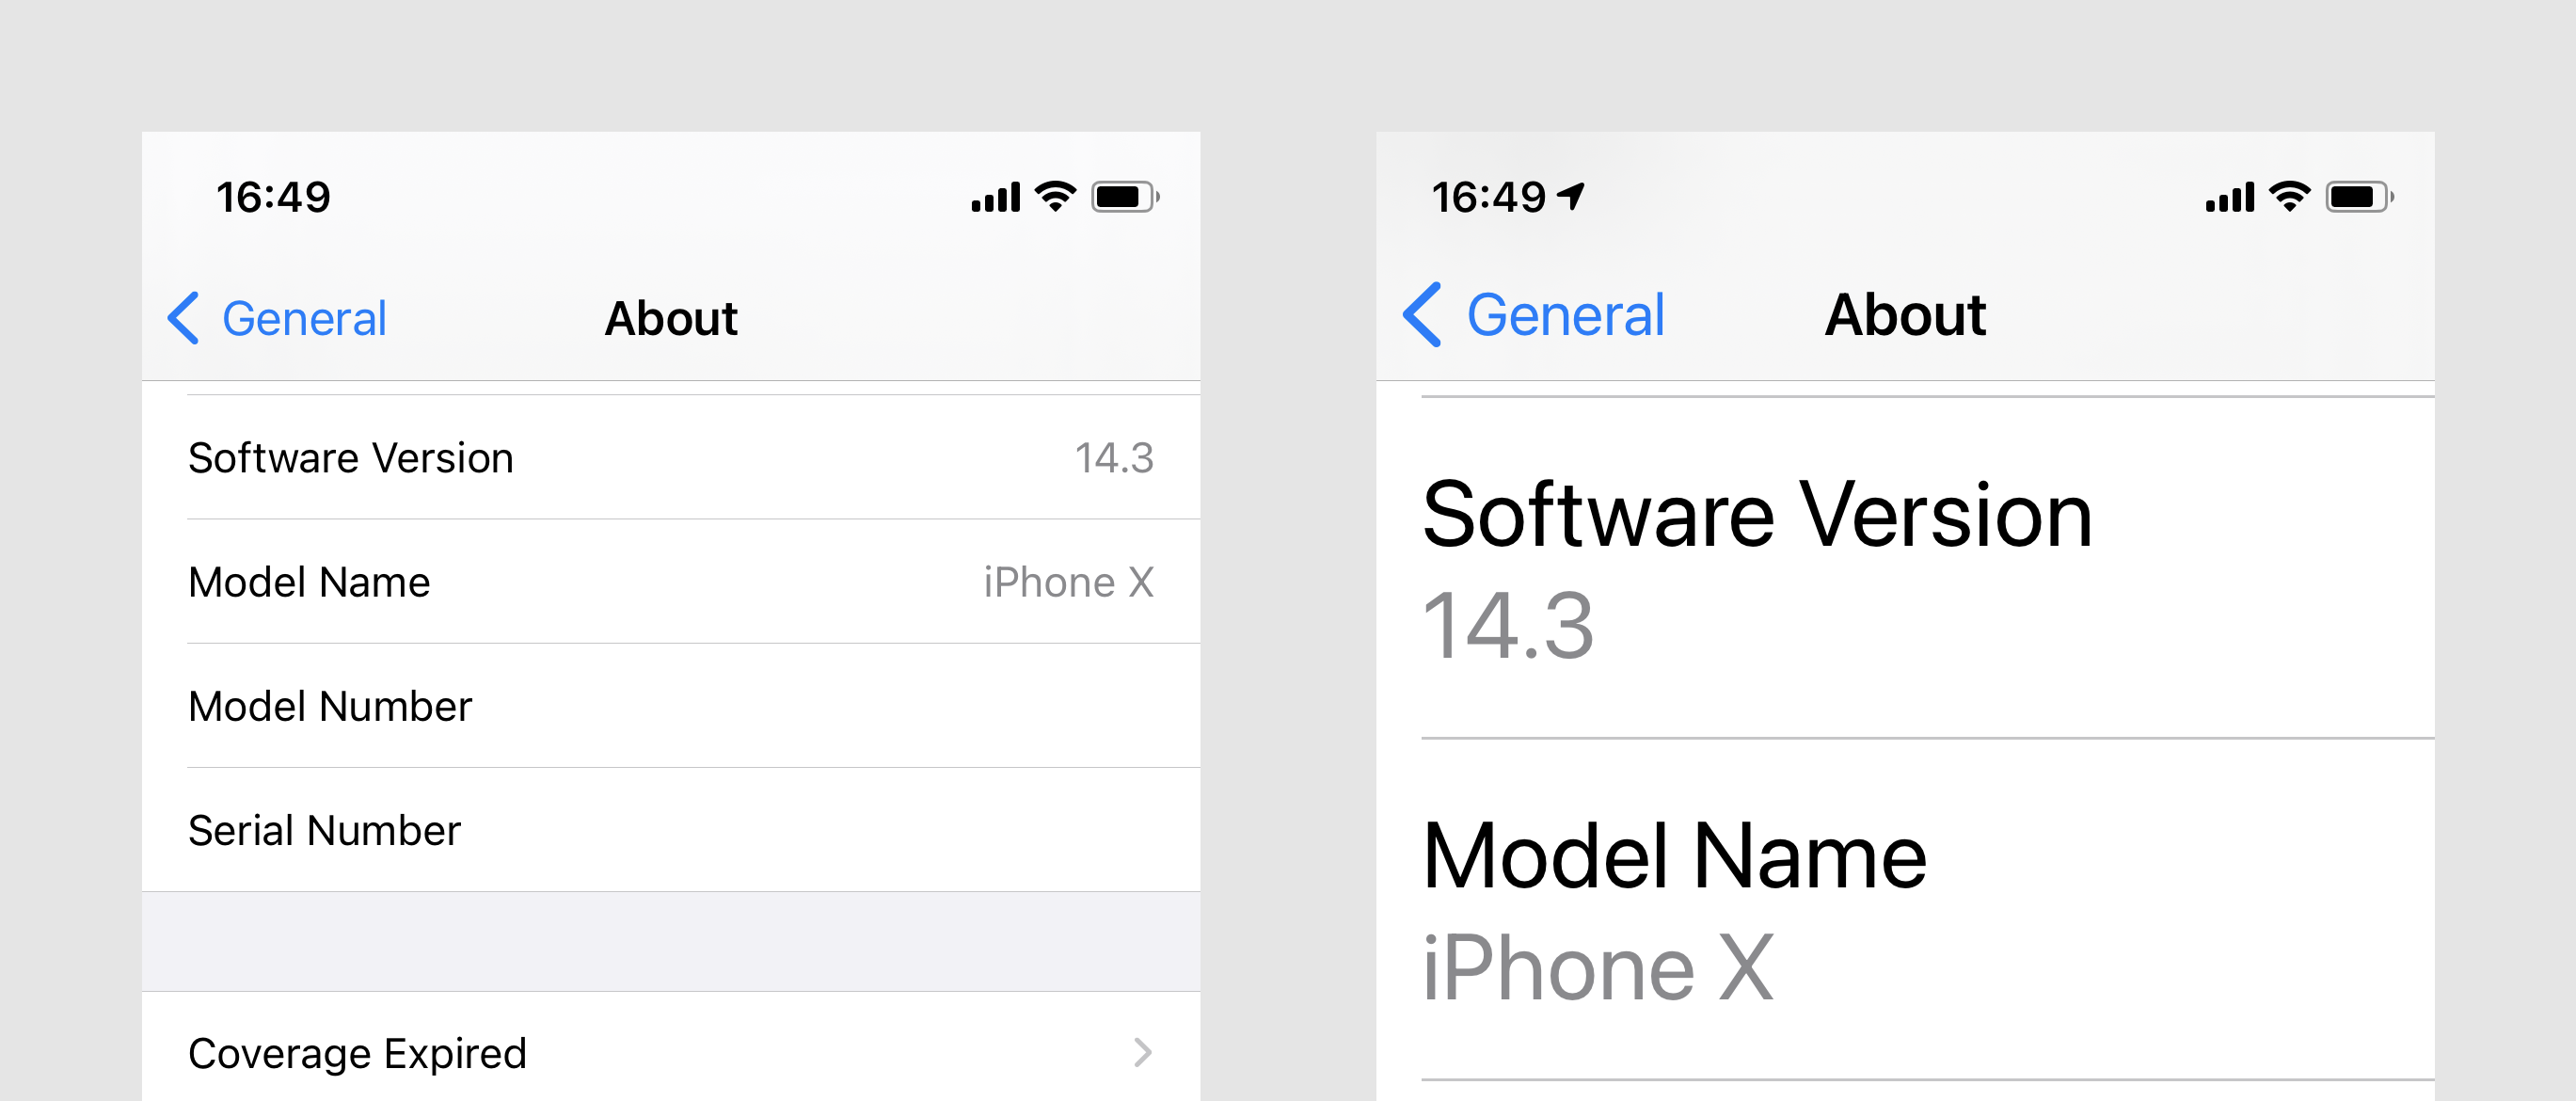 16:49
General About
Software Version 14.3
Model Name iPhone X
Model Number
Serial Number
Coverage Expired
16:49
General About
Software Version
14.3
Model Name
iPhone X